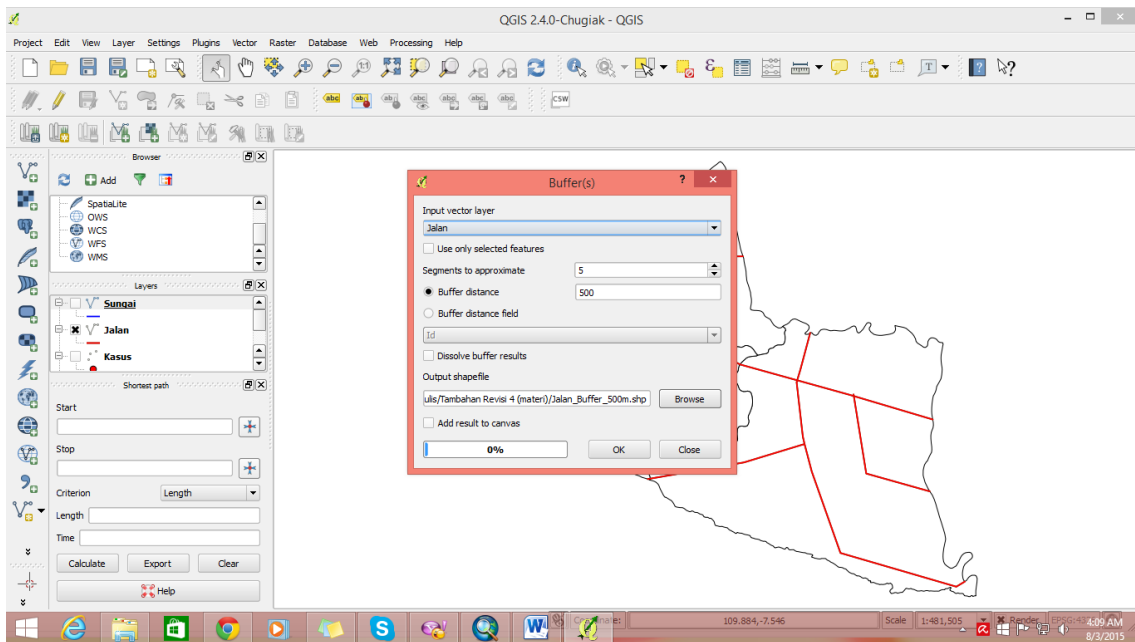 QGIS 2.4.0-Chugiak - QGIS
Project Edit View Layer Settings Plugins Vector Raster Database Web Processing Help
Browser
Add
SpatiaLite
OWS
WCS
WFS
WMS
Layers
Sungai
Jalan
Kasus
Shortest path
Start
Stop
Criterion Length
Length
Time
Calculate Export Clear
Help
Buffer(s)
Input vector layer
Jalan
Use only selected features
Segments to approximate 5
Buffer distance 500
Buffer distance field
Id
Dissolve buffer results
Output shapefile
ulis/Tambahan Revisi 4 (materi)/Jalan_Buffer_500m.shp Browse
Add result to canvas
0% OK Close
109.884,-7.546 Scale 1:481,505 Render
4:09 AM
8/3/2015